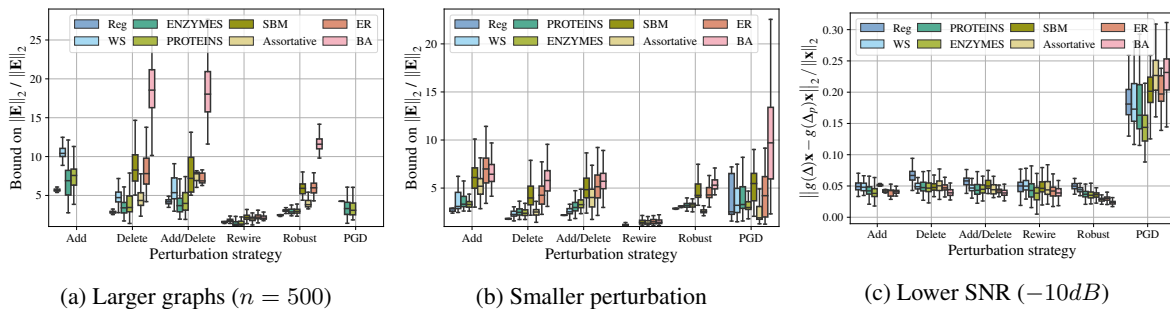 Bound on ||E||₂ / ||E||₂
25
20
15
10
5
Reg
WS
ENZYMES
PROTEINS
SBM
Assortative
ER
BA
Add
Delete
Add/Delete
Rewire
Robust
PGD
Perturbation strategy
(a) Larger graphs (n = 500)
Bound on ||E||₂ / ||E||₂
20
15
10
5
Reg
WS
PROTEINS
ENZYMES
SBM
Assortative
ER
BA
Add
Delete
Add/Delete
Rewire
Robust
PGD
Perturbation strategy
(b) Smaller perturbation
||g(Δ)x − g(Δₚ)x||₂ / ||x||₂
0.30
0.25
0.20
0.15
0.10
0.05
0.00
Reg
WS
PROTEINS
ENZYMES
SBM
Assortative
ER
BA
Add
Delete
Add/Delete
Rewire
Robust
PGD
Perturbation strategy
(c) Lower SNR (−10dB)